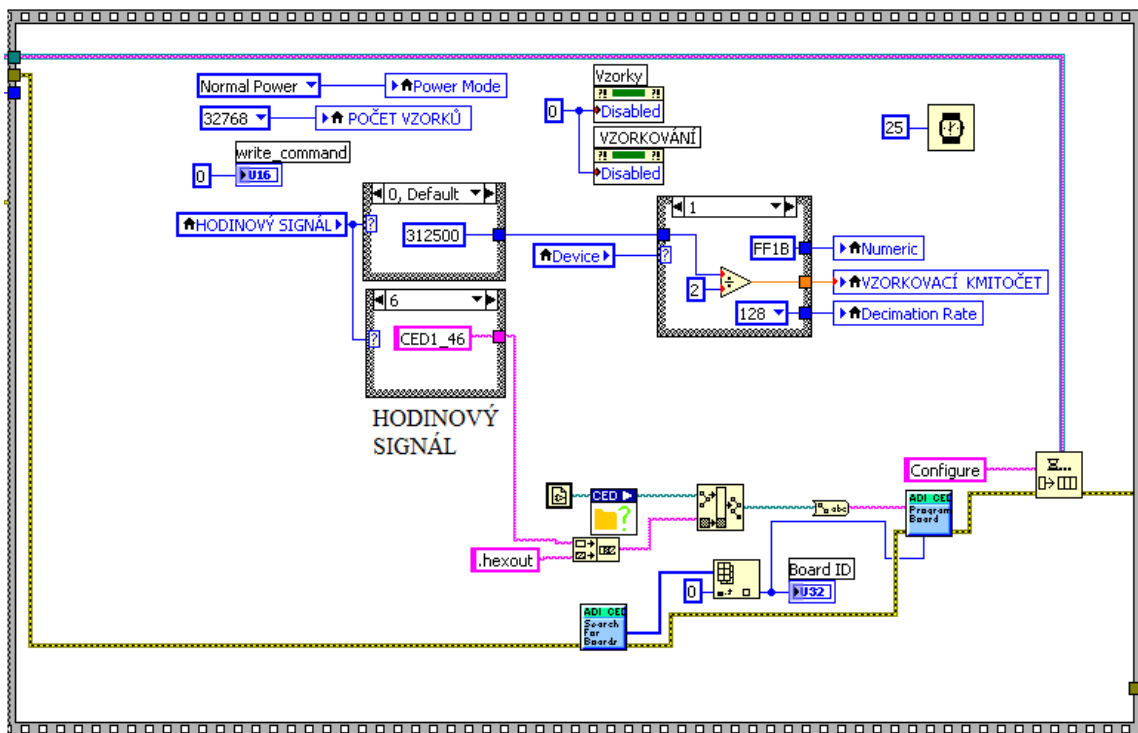 Normal Power
Power Mode
32768
POČET VZORKŮ
write_command
0
U16
Vzorky
?! ?!
0
Disabled
VZORKOVÁNÍ
?! ?!
Disabled
25
HODINOVÝ SIGNÁL
0, Default
?
312500
6
?
CED1_46
HODINOVÝ
SIGNÁL
1
Device
?
FF1B
Numeric
2
÷
VZORKOVACÍ KMITOČET
128
Decimation Rate
Configure
CED
?
abc
ADI CED
Program
Board
.hexout
0
Board ID
U32
ADI CED
Search
For
Boards